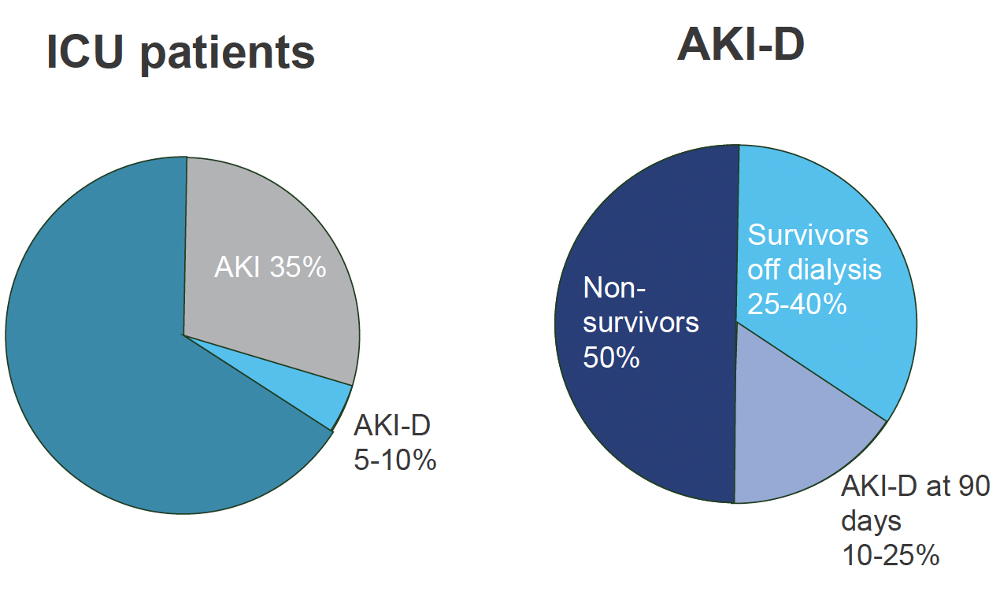 ICU patients
AKI 35%
AKI-D
5-10%
AKI-D
Survivors
off dialysis
25-40%
Non-
survivors
50%
AKI-D at 90
days
10-25%